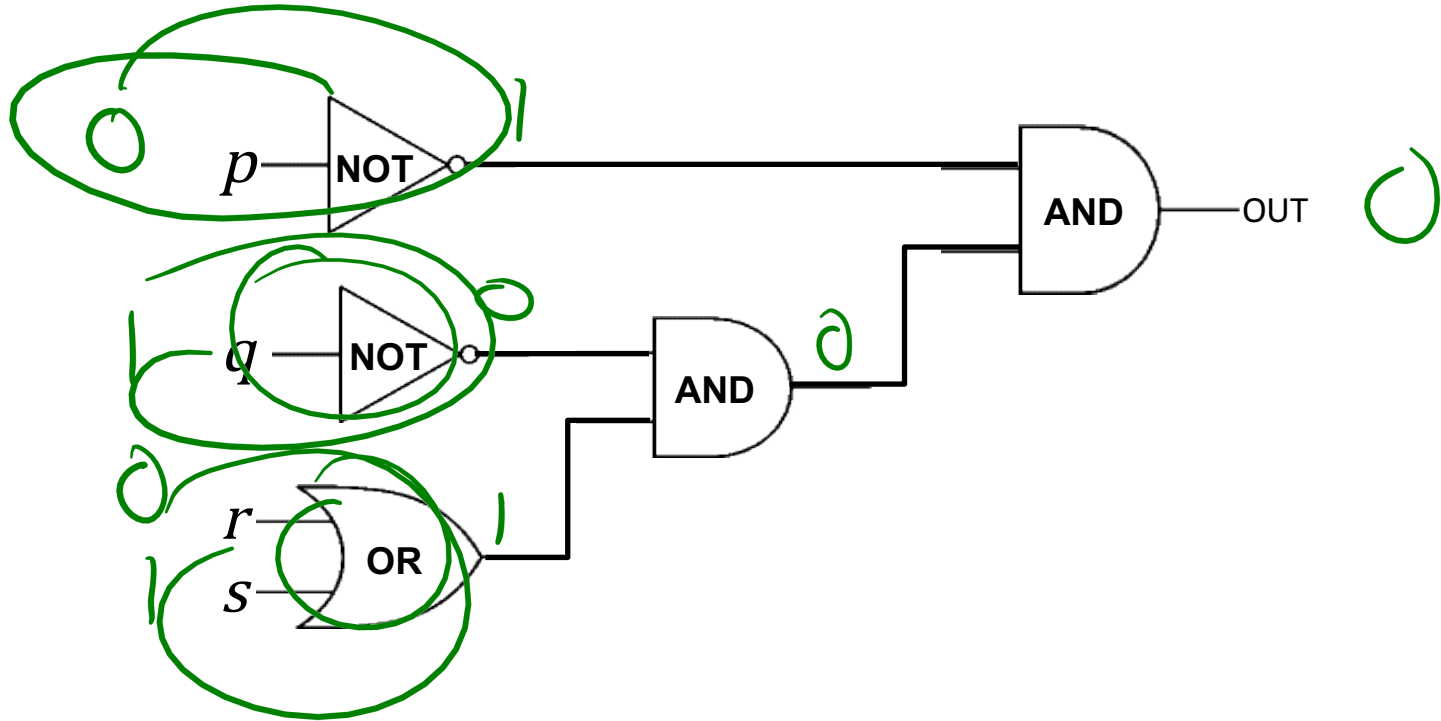 0 1
p NOT
AND OUT 0
1 q NOT 0
AND 0
0 r
OR 1
1 s